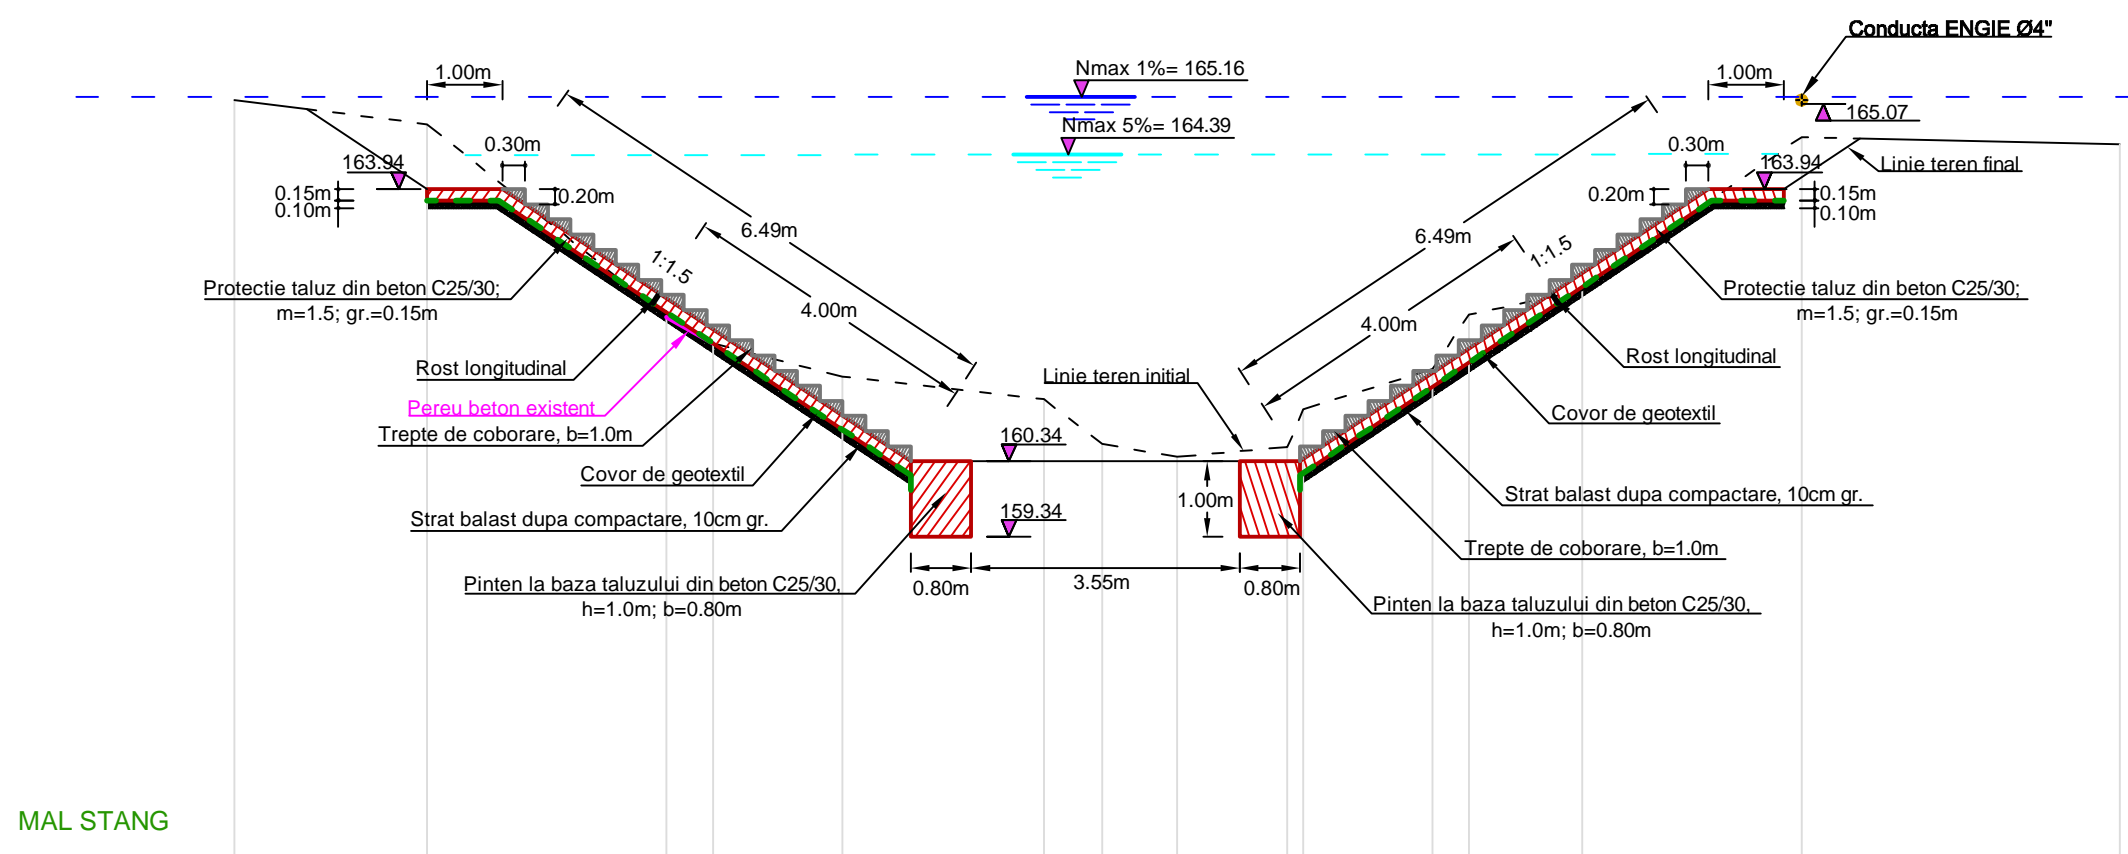 Conducta ENGIE Ø4"
1.00m
Nmax 1%= 165.16
1.00m
165.07
Nmax 5%= 164.39
0.30m
0.30m
163.94
163.94
Linie teren final
0.15m
0.20m
0.20m
0.15m
0.10m
0.10m
6.49m
6.49m
1:1.5
1:1.5
Protectie taluz din beton C25/30;
m=1.5; gr.=0.15m
Protectie taluz din beton C25/30;
m=1.5; gr.=0.15m
4.00m
4.00m
Rost longitudinal
Linie teren initial
Rost longitudinal
Pereu beton existent
Covor de geotextil
Trepte de coborare, b=1.0m
160.34
Covor de geotextil
1.00m
Strat balast dupa compactare, 10cm gr.
159.34
Strat balast dupa compactare, 10cm gr.
Trepte de coborare, b=1.0m
Pinten la baza taluzului din beton C25/30,
h=1.0m; b=0.80m
0.80m
3.55m
0.80m
Pinten la baza taluzului din beton C25/30,
h=1.0m; b=0.80m
MAL STANG